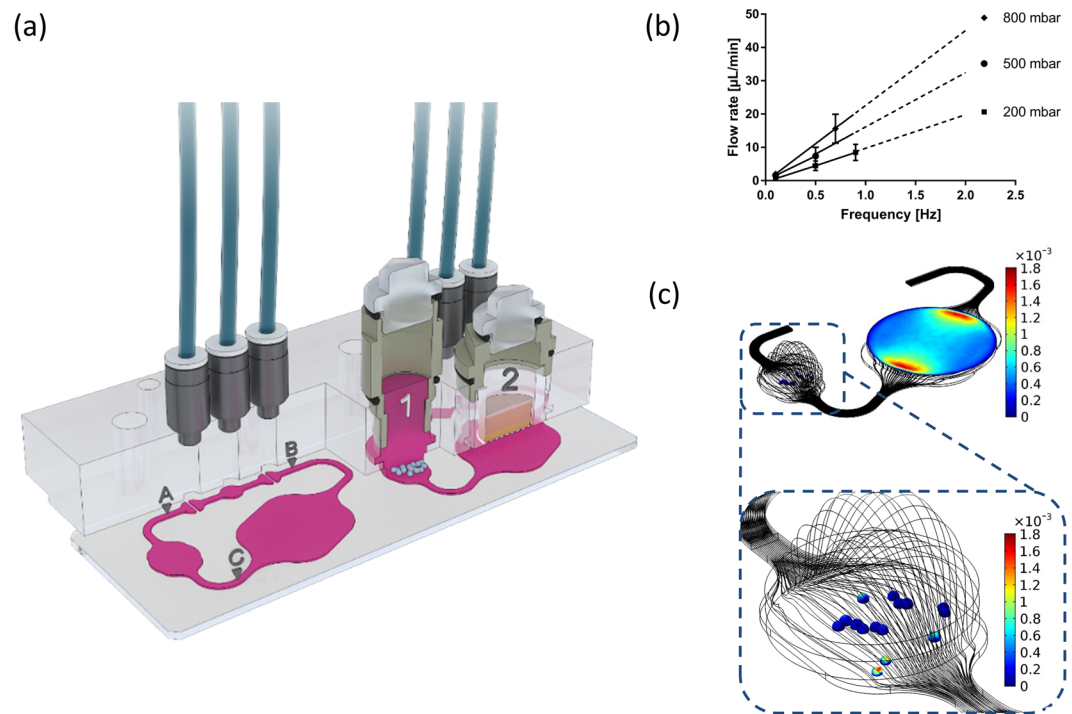 (a)
1
2
A
B
C
(b)
Flow rate [µL/min]
50
40
30
20
10
0
0.0 0.5 1.0 1.5 2.0 2.5
Frequency [Hz]
800 mbar
500 mbar
200 mbar
(c)
×10⁻³
1.8
1.6
1.4
1.2
1
0.8
0.6
0.4
0.2
0
×10⁻³
1.8
1.6
1.4
1.2
1
0.8
0.6
0.4
0.2
0